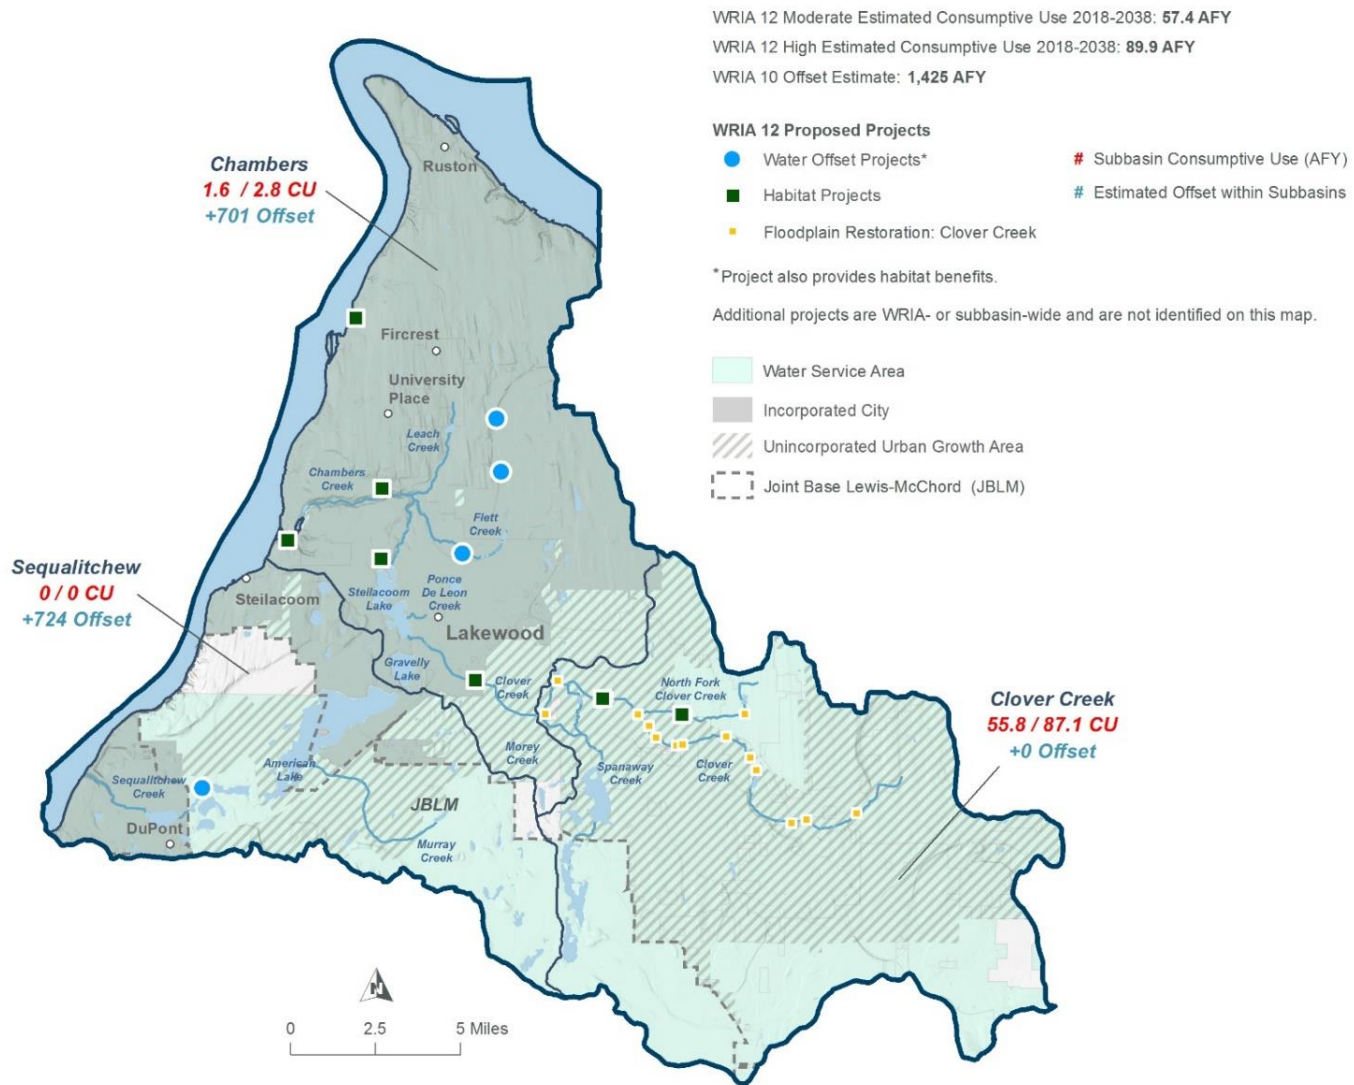 WRIA 12 Moderate Estimated Consumptive Use 2018-2038: 57.4 AFY
WRIA 12 High Estimated Consumptive Use 2018-2038: 89.9 AFY
WRIA 10 Offset Estimate: 1,425 AFY
WRIA 12 Proposed Projects
Water Offset Projects*
# Subbasin Consumptive Use (AFY)
Habitat Projects
# Estimated Offset within Subbasins
Floodplain Restoration: Clover Creek
*Project also provides habitat benefits.
Additional projects are WRIA- or subbasin-wide and are not identified on this map.
Water Service Area
Incorporated City
Unincorporated Urban Growth Area
Joint Base Lewis-McChord (JBLM)
Chambers
1.6 / 2.8 CU
+701 Offset
Ruston
Fircrest
University
Place
Leach
Creek
Chambers
Creek
Flett
Creek
Sequalitchew
0 / 0 CU
+724 Offset
Steilacoom
Steilacoom
Lake
Ponce
De Leon
Creek
Lakewood
Gravelly
Lake
Clover
Creek
North Fork
Clover Creek
Clover Creek
55.8 / 87.1 CU
+0 Offset
Morey
Creek
Spanaway
Creek
Clover
Creek
American
Lake
Sequalitchew
Creek
JBLM
DuPont
Murray
Creek
N
0 2.5 5 Miles